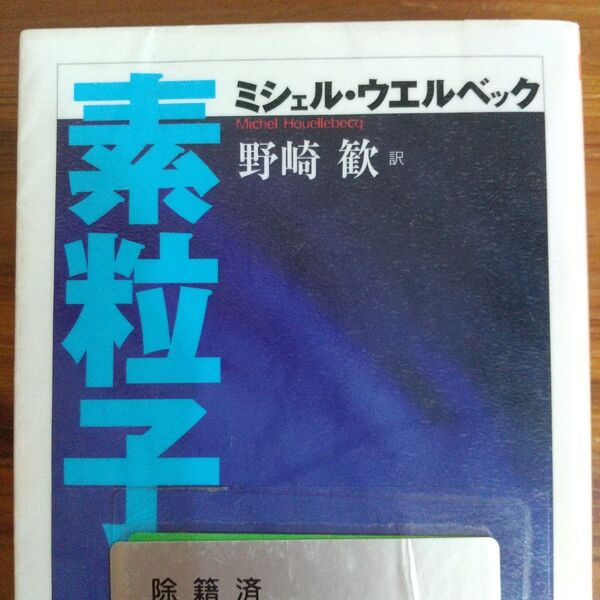 素粒子
ミシェル・ウエルベック
Michel Houellebecq
野崎 歓 訳
除籍済